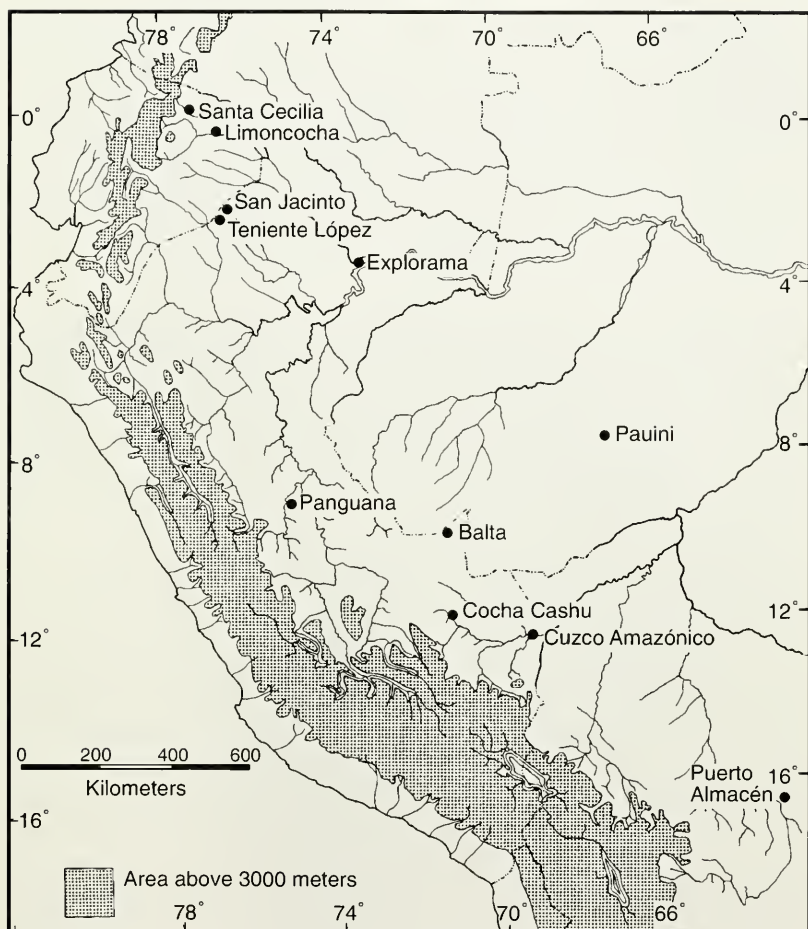 78° 74° 70° 66°
0° 0°
Santa Cecilia
Limoncocha
San Jacinto
Teniente López
Explorama
4° 4°
Pauini
8° 8°
Panguana
Balta
Cocha Cashu
12° 12°
Cuzco Amazónico
0 200 400 600
Kilometers
Puerto 16°
Almacén
16°
Area above 3000 meters
78° 74° 70° 66°